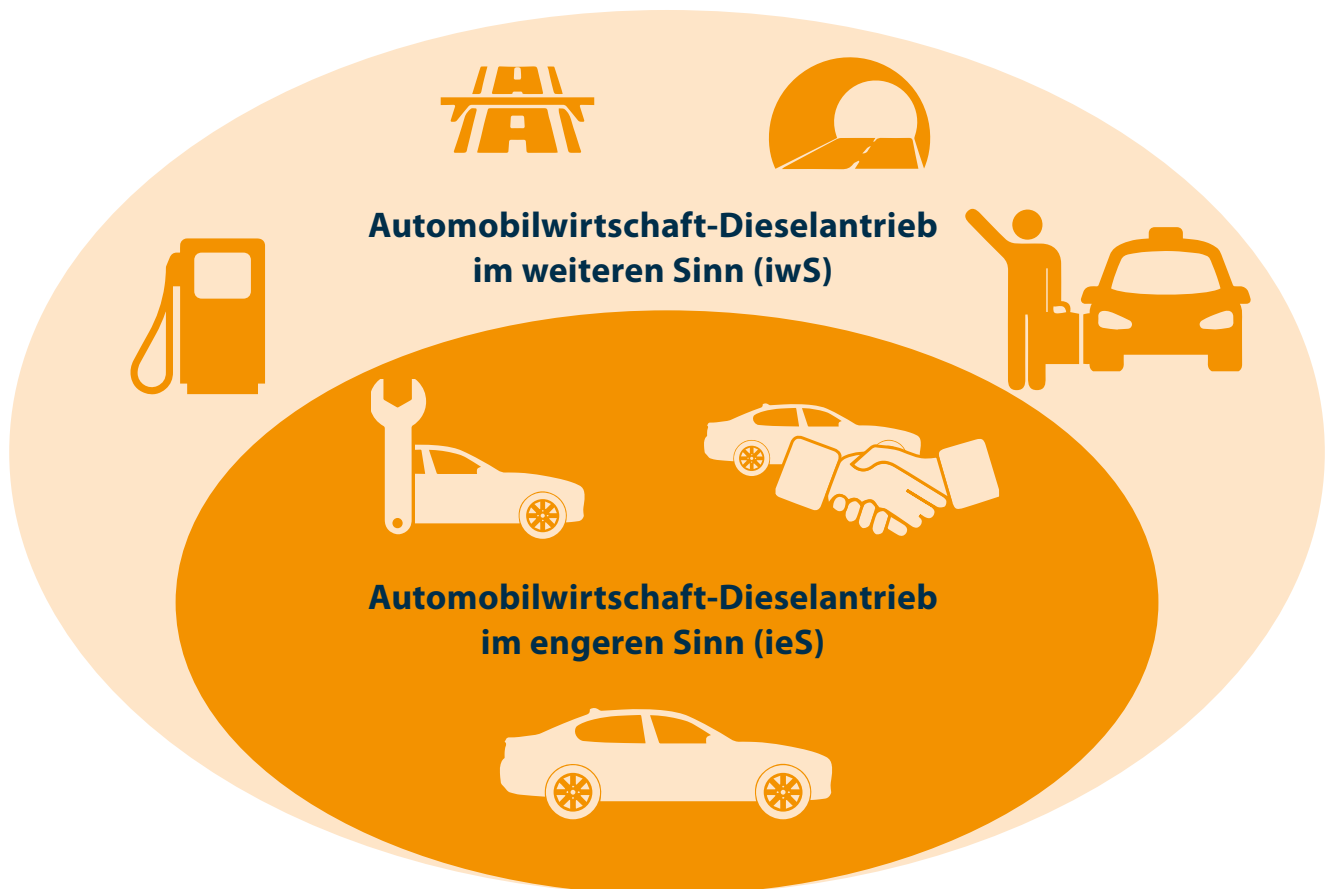 Automobilwirtschaft-Dieselantrieb
im weiteren Sinn (iwS)
Automobilwirtschaft-Dieselantrieb
im engeren Sinn (ieS)